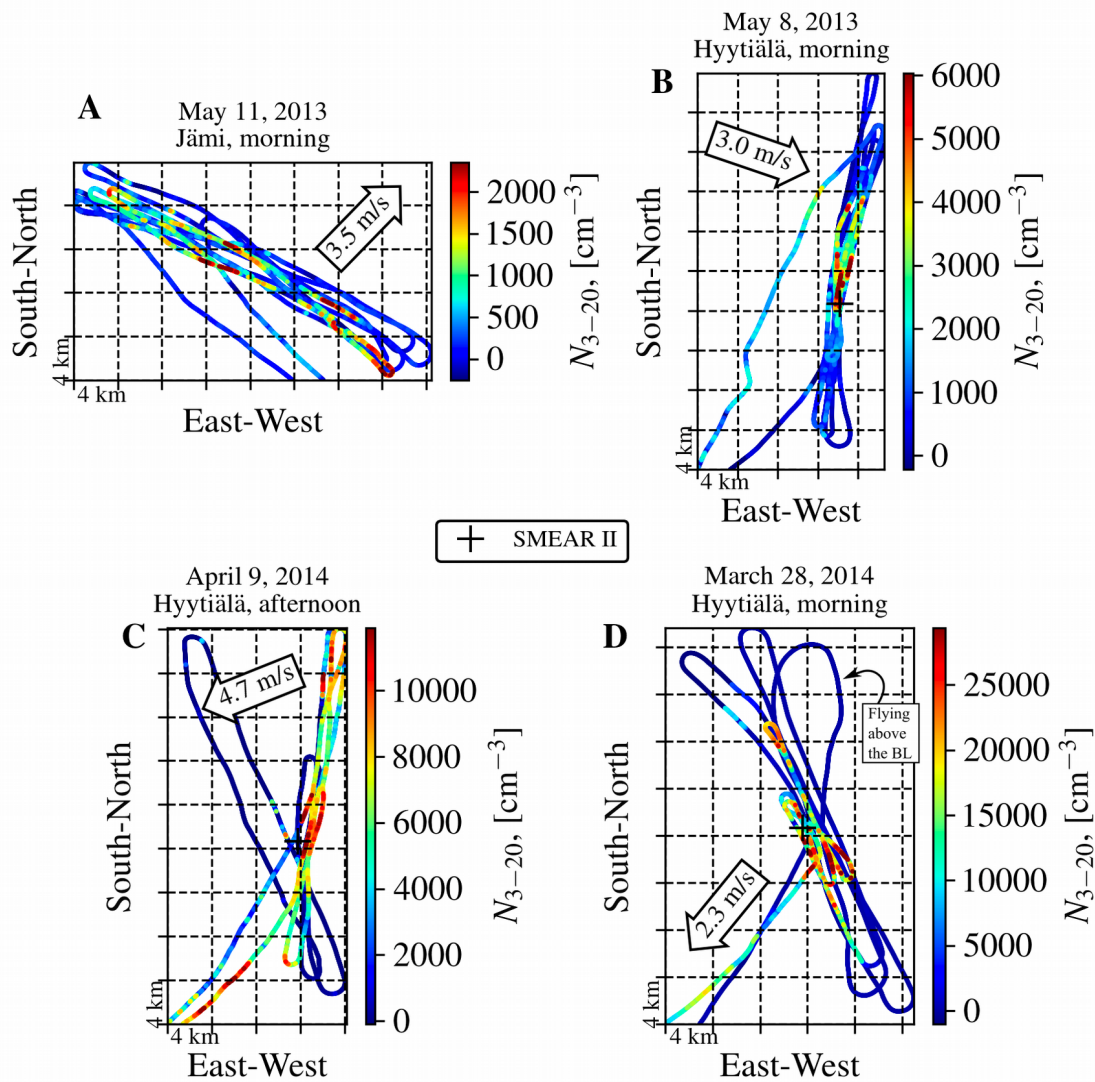 A
May 11, 2013
Jämi, morning
3.5 m/s
2000
1500
1000
500
0
N3−20, [cm−3]
South-North
4 km
4 km
East-West
B
May 8, 2013
Hyytiälä, morning
3.0 m/s
6000
5000
4000
3000
2000
1000
0
N3−20, [cm−3]
South-North
4 km
4 km
East-West
SMEAR II
C
April 9, 2014
Hyytiälä, afternoon
4.7 m/s
10000
8000
6000
4000
2000
0
N3−20, [cm−3]
South-North
4 km
4 km
East-West
D
March 28, 2014
Hyytiälä, morning
Flying
above
the BL
2.3 m/s
25000
20000
15000
10000
5000
0
N3−20, [cm−3]
South-North
4 km
4 km
East-West